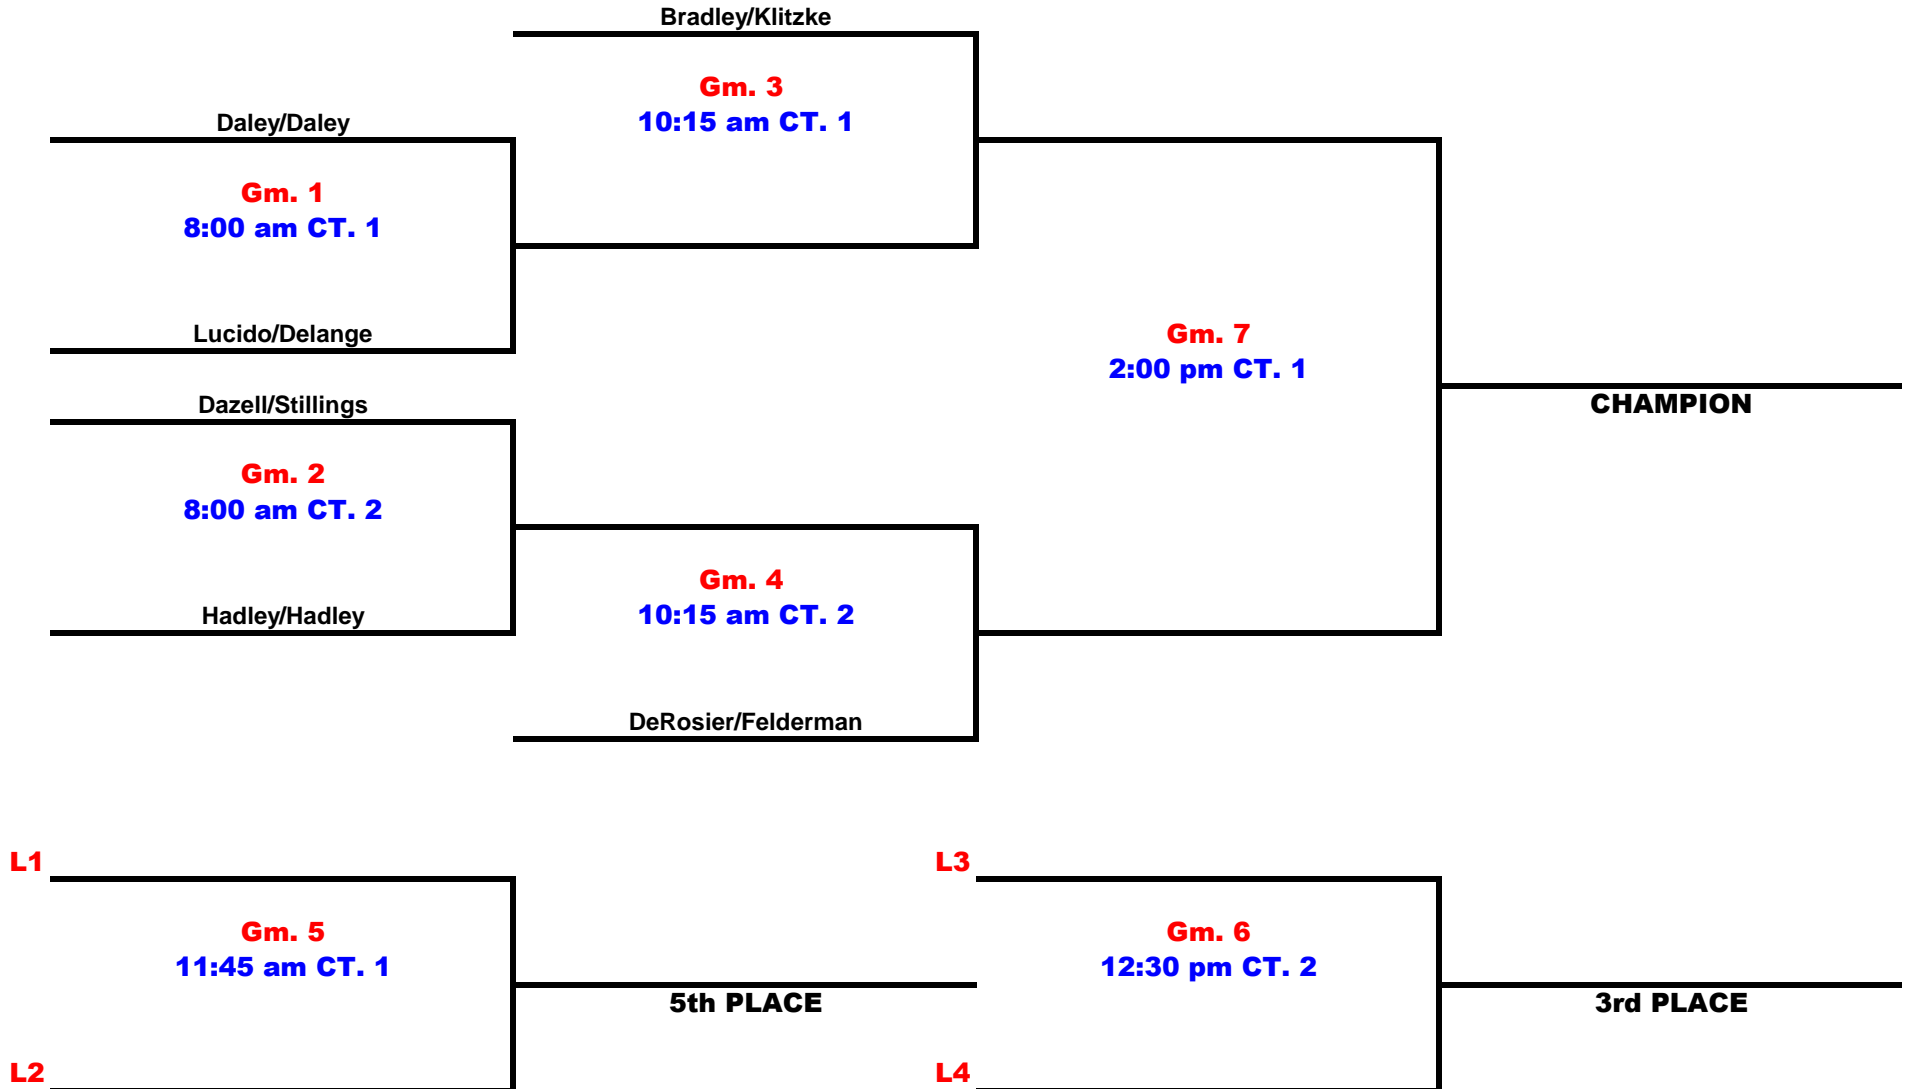 Bradley/Klitzke
Gm. 3
10:15 am CT. 1
Daley/Daley
Gm. 1
8:00 am CT. 1
Lucido/Delange
Gm. 7
2:00 pm CT. 1
CHAMPION
Dazell/Stillings
Gm. 2
8:00 am CT. 2
Hadley/Hadley
Gm. 4
10:15 am CT. 2
DeRosier/Felderman
L1
Gm. 5
11:45 am CT. 1
5th PLACE
L2
L3
Gm. 6
12:30 pm CT. 2
3rd PLACE
L4